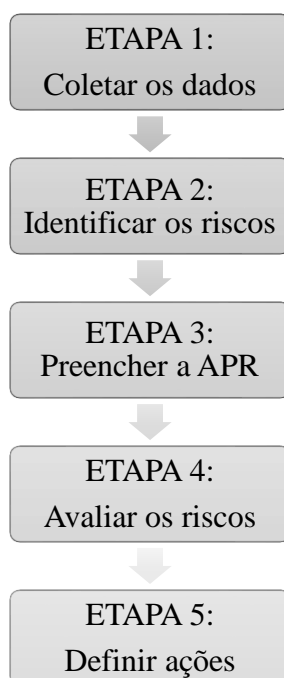 ETAPA 1:
Coletar os dados
ETAPA 2:
Identificar os riscos
ETAPA 3:
Preencher a APR
ETAPA 4:
Avaliar os riscos
ETAPA 5:
Definir ações